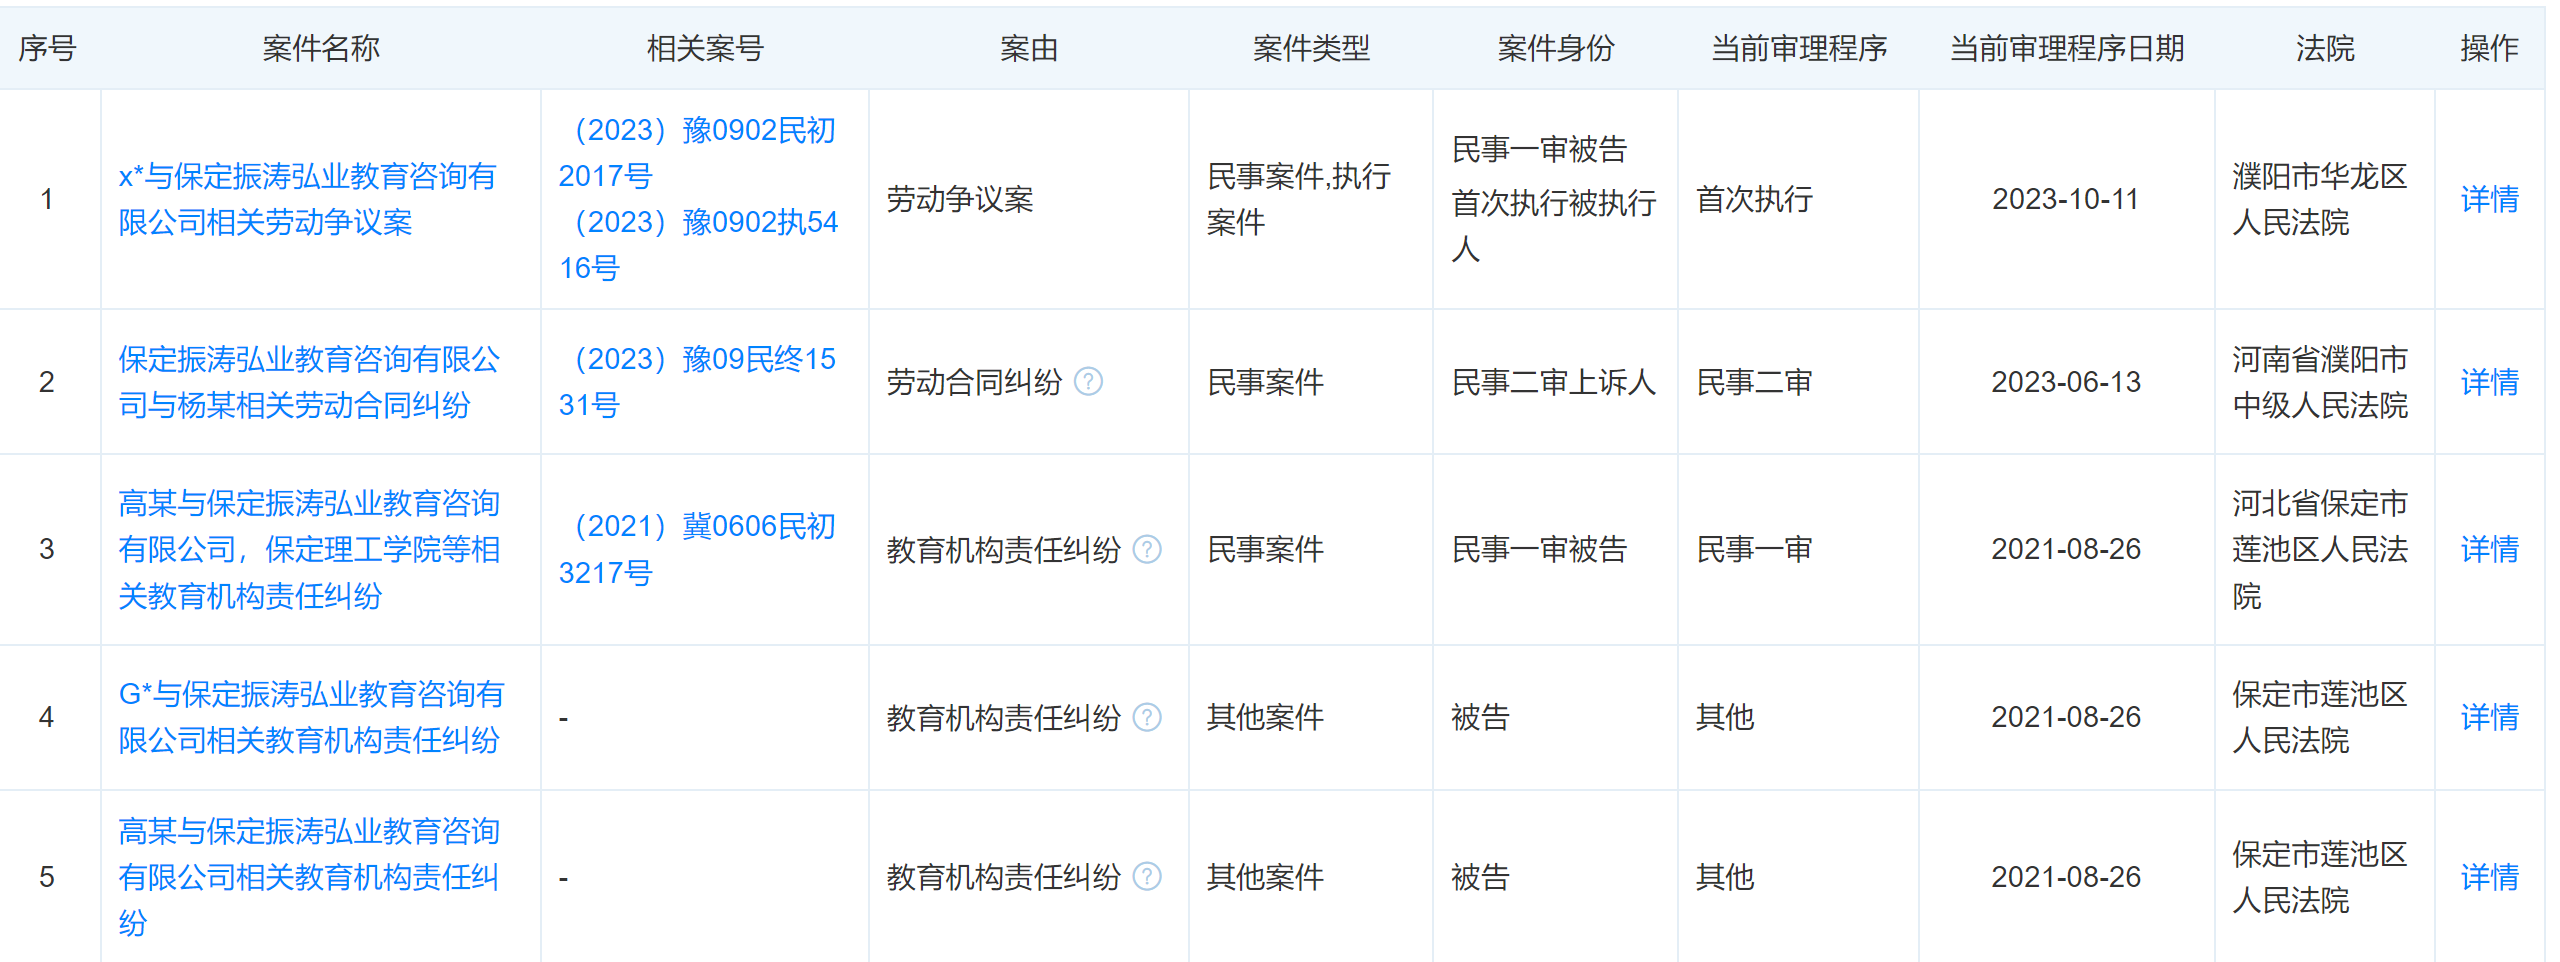 序号 案件名称 相关案号 案由 案件类型 案件身份 当前审理程序 当前审理程序日期 法院 操作
1
x*与保定振涛弘业教育咨询有
限公司相关劳动争议案
（2023）豫0902民初
2017号
（2023）豫0902执54
16号
劳动争议案
民事案件,执行
案件
民事一审被告
首次执行被执行
人
首次执行
2023-10-11
濮阳市华龙区
人民法院
详情
2
保定振涛弘业教育咨询有限公
司与杨某相关劳动合同纠纷
（2023）豫09民终15
31号
劳动合同纠纷 ?
民事案件
民事二审上诉人
民事二审
2023-06-13
河南省濮阳市
中级人民法院
详情
3
高某与保定振涛弘业教育咨询
有限公司，保定理工学院等相
关教育机构责任纠纷
（2021）冀0606民初
3217号
教育机构责任纠纷 ?
民事案件
民事一审被告
民事一审
2021-08-26
河北省保定市
莲池区人民法
院
详情
4
G*与保定振涛弘业教育咨询有
限公司相关教育机构责任纠纷
-
教育机构责任纠纷 ?
其他案件
被告
其他
2021-08-26
保定市莲池区
人民法院
详情
5
高某与保定振涛弘业教育咨询
有限公司相关教育机构责任纠
纷
-
教育机构责任纠纷 ?
其他案件
被告
其他
2021-08-26
保定市莲池区
人民法院
详情